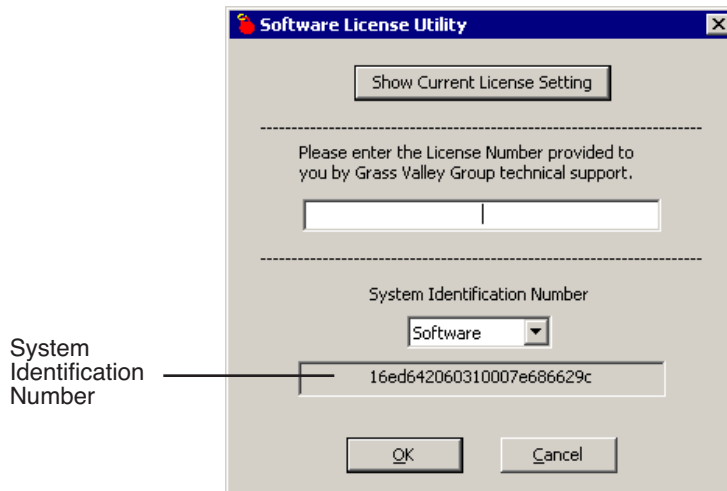 Software License Utility
Show Current License Setting
Please enter the License Number provided to
you by Grass Valley Group technical support.
System Identification Number
Software
System
Identification
Number
16ed642060310007e686629c
OK
Cancel